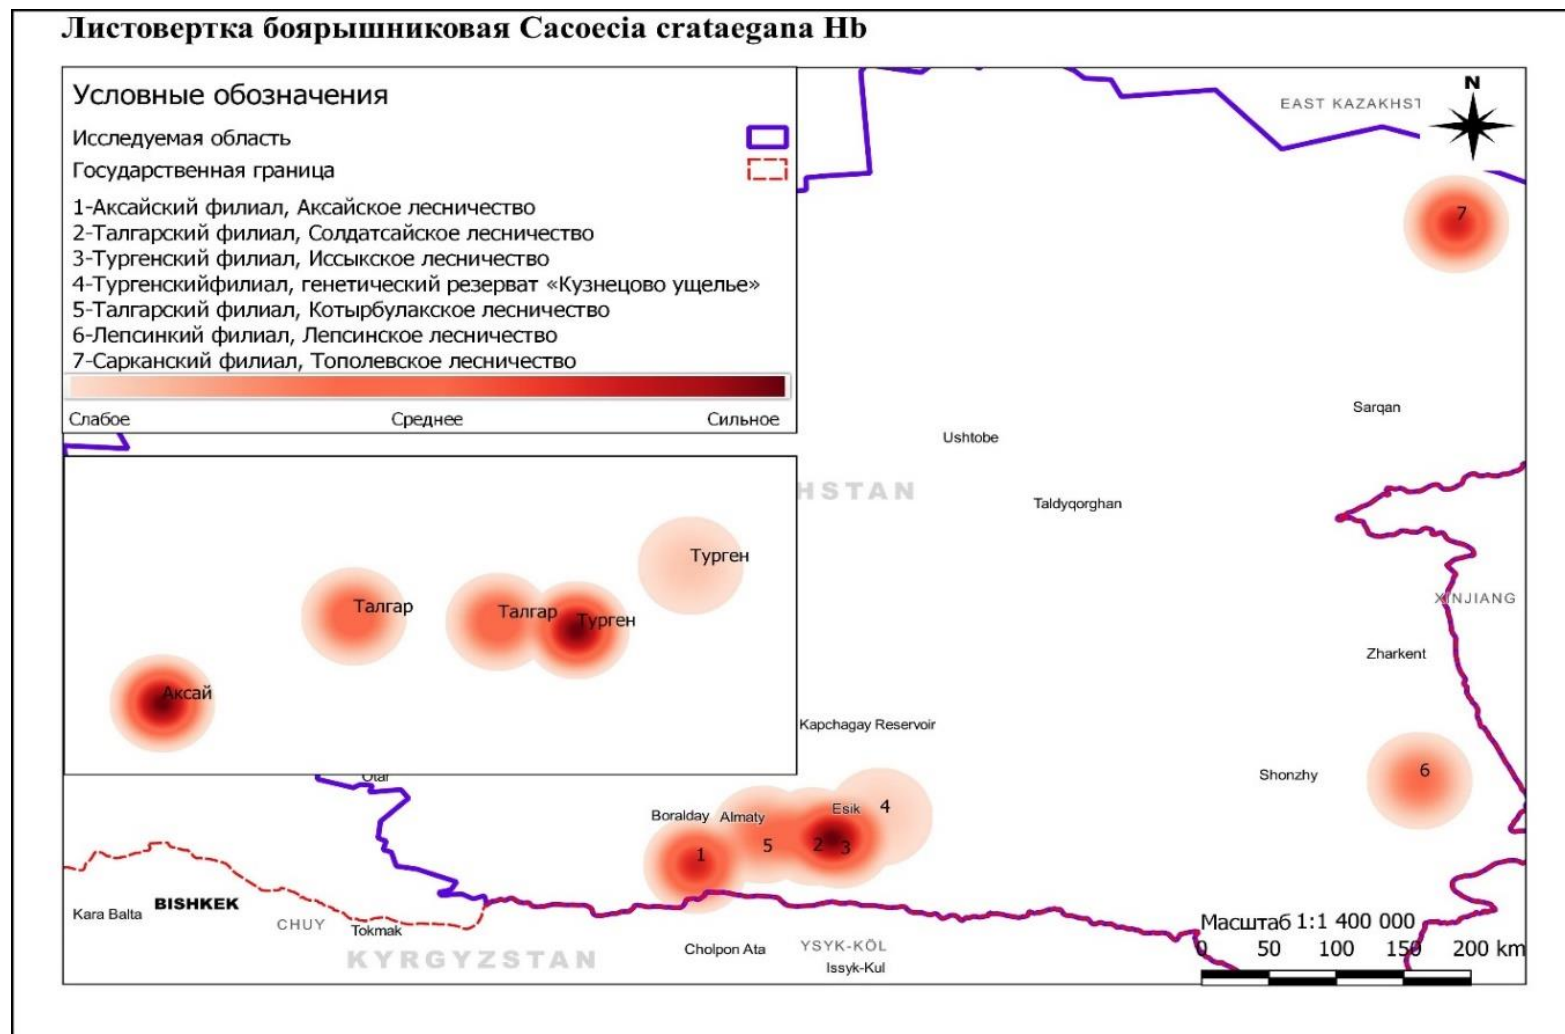 Листовертка боярышниковая Cacoecia crataegana Hb
Условные обозначения
Исследуемая область
Государственная граница
1-Аксайский филиал, Аксайское лесничество
2-Талгарский филиал, Солдатсайское лесничество
3-Тургенский филиал, Иссыкское лесничество
4-Тургенскийфилиал, генетический резерват «Кузнецово ущелье»
5-Талгарский филиал, Котырбулакское лесничество
6-Лепсинкий филиал, Лепсинское лесничество
7-Сарканский филиал, Тополевское лесничество
Слабое Среднее Сильное
N
EAST KAZAKHST
7
Sarqan
Ushtobe
HSTAN
Taldyqorghan
Турген
Талгар
Талгар
Турген
Аксай
XINJIANG
Zharkent
Kapchagay Reservoir
Shonzhy
6
Otar
Boralday
Almaty
Esik
4
1
5
2
3
Kara Balta
BISHKEK
CHUY
Tokmak
KYRGYZSTAN
Cholpon Ata
YSYK-KÖL
Issyk-Kul
Масштаб 1:1 400 000
0 50 100 150 200 km